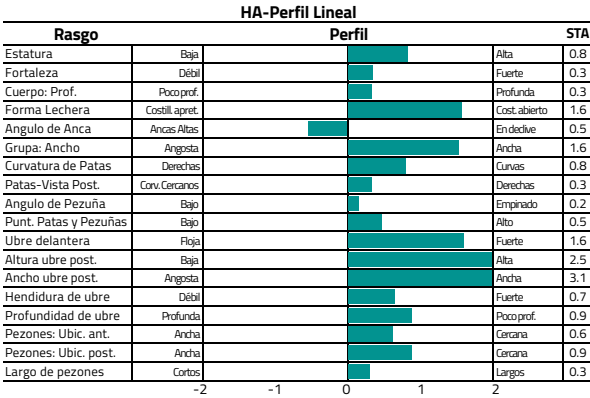 HA-Perfil Lineal
Rasgo Perfil STA
Estatura Baja Alta 0.8
Fortaleza Débil Fuerte 0.3
Cuerpo: Prof. Poco prof. Profunda 0.3
Forma Lechera Costill. apret. Cost. abierto 1.6
Angulo de Anca Ancas Altas En declive 0.5
Grupa: Ancho Angosta Ancha 1.6
Curvatura de Patas Derechas Curvas 0.8
Patas-Vista Post. Corv. Cercanos Derechas 0.3
Angulo de Pezuña Bajo Empinado 0.2
Punt. Patas y Pezuñas Bajo Alto 0.5
Ubre delantera Floja Fuerte 1.6
Altura ubre post. Baja Alta 2.5
Ancho ubre post. Angosta Ancha 3.1
Hendidura de ubre Débil Fuerte 0.7
Profundidad de ubre Profunda Poco prof. 0.9
Pezones: Ubic. ant. Ancha Cercana 0.6
Pezones: Ubic. post. Ancha Cercana 0.9
Largo de pezones Cortos Largos 0.3
-2 -1 0 1 2